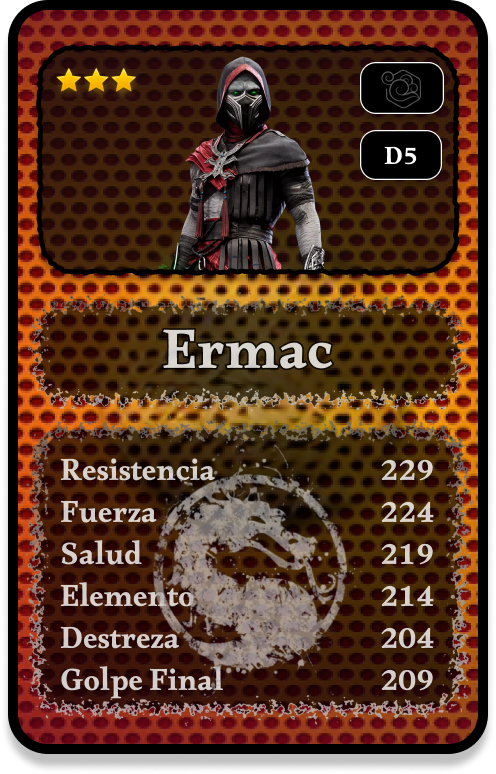 D5
Ermac
Resistencia 229
Fuerza 224
Salud 219
Elemento 214
Destreza 204
Golpe Final 209